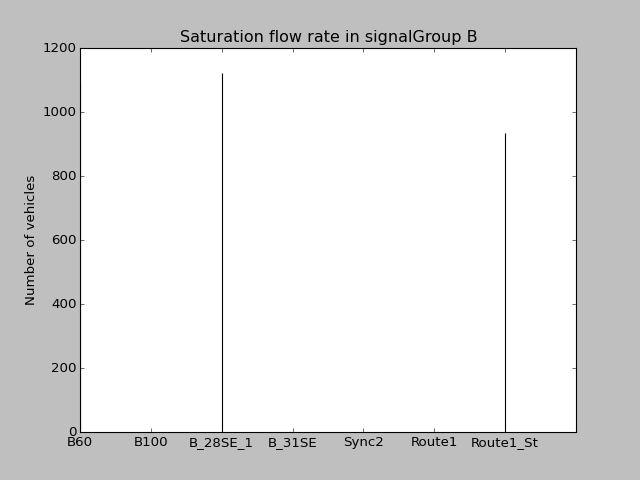 Saturation flow rate in signalGroup B
Number of vehicles
1200
1000
800
600
400
200
0
B60 B100 B_28SE_1 B_31SE Sync2 Route1 Route1_St